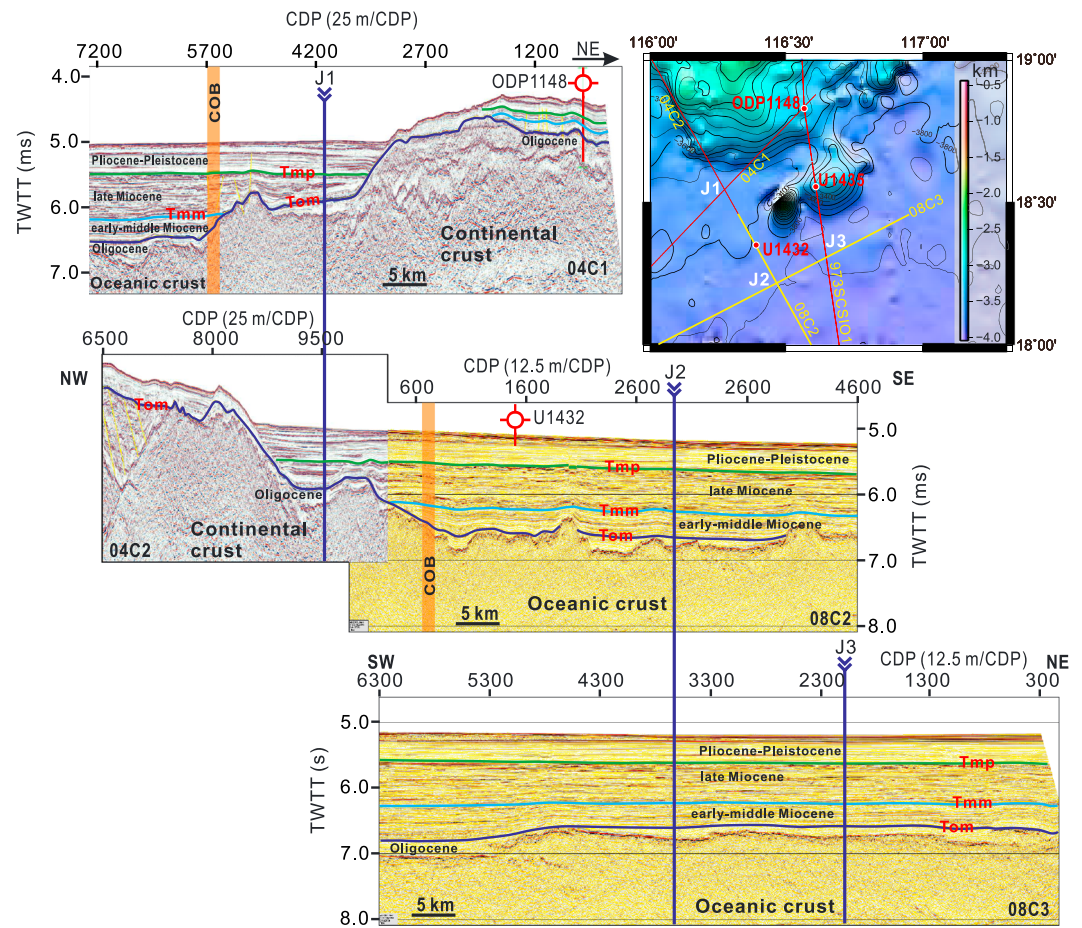 CDP (25 m/CDP)
7200 5700 4200 2700 1200
NE
J1
ODP1148
COB
4.0
5.0
6.0
7.0
TWTT (ms)
Pliocene-Pleistocene
Tmp
late Miocene
Tmm
Tom
early-middle Miocene
Oligocene
Oligocene
Continental
crust
Oceanic crust
5 km
04C1
116°00' 116°30' 117°00'
19°00'
18°30'
18°00'
km
-0.5
-1.0
-2.0
-2.5
-3.5
-4.0
04C2
ODP1148
04C1
J1
U1435
08C3
U1432
J3
J2
973SCSIO1
08C2
-3800
-3800
CDP (25 m/CDP)
6500 8000 9500
CDP (12.5 m/CDP)
600 1600 2600 2600 4600
NW
SE
J2
U1432
5.0
6.0
7.0
8.0
TWTT (ms)
Tom
Pliocene-Pleistocene
Tmp
late Miocene
Oligocene
Tmm
early-middle Miocene
Tom
Continental
crust
04C2
COB
Oceanic crust
5 km
08C2
SW
J3
CDP (12.5 m/CDP)
NE
6300 5300 4300 3300 2300 1300 300
5.0
6.0
7.0
8.0
TWTT (s)
Pliocene-Pleistocene
Tmp
late Miocene
Tmm
early-middle Miocene
Tom
Oligocene
5 km
Oceanic crust
08C3